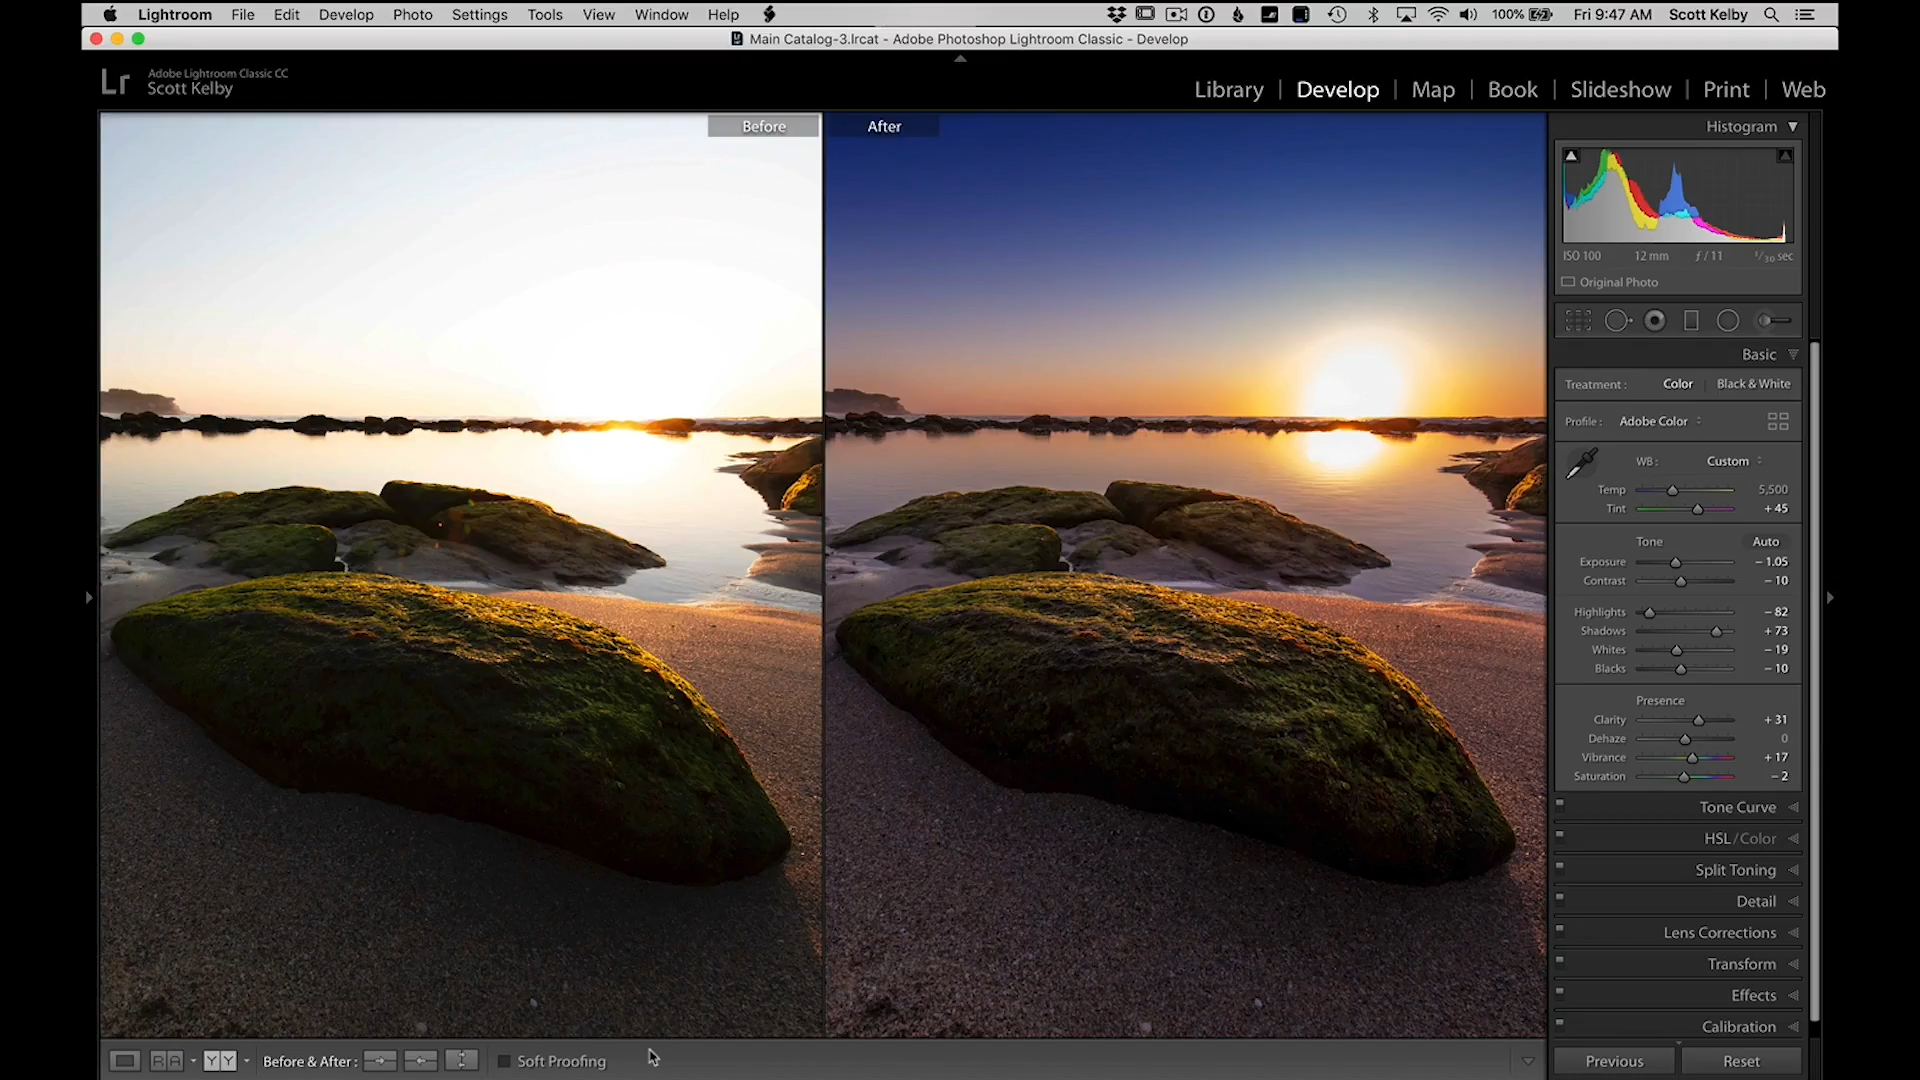 Lightroom File Edit Develop Photo Settings Tools View Window Help 100% Fri 9:47 AM Scott Kelby
Main Catalog-3.lrcat - Adobe Photoshop Lightroom Classic - Develop
Lr
Adobe Lightroom Classic CC
Scott Kelby
Library | Develop | Map | Book | Slideshow | Print | Web
Before
After
Histogram
ISO 100 12 mm ƒ / 11 1/30 sec
Original Photo
Basic
Treatment : Color Black & White
Profile : Adobe Color
WB : Custom
Temp 5,500
Tint + 45
Tone Auto
Exposure − 1.05
Contrast − 10
Highlights − 82
Shadows + 73
Whites − 19
Blacks − 10
Presence
Clarity + 31
Dehaze 0
Vibrance + 17
Saturation − 2
Tone Curve
HSL / Color
Split Toning
Detail
Lens Corrections
Transform
Effects
Calibration
R A Y Y Before & After : Soft Proofing
Previous Reset